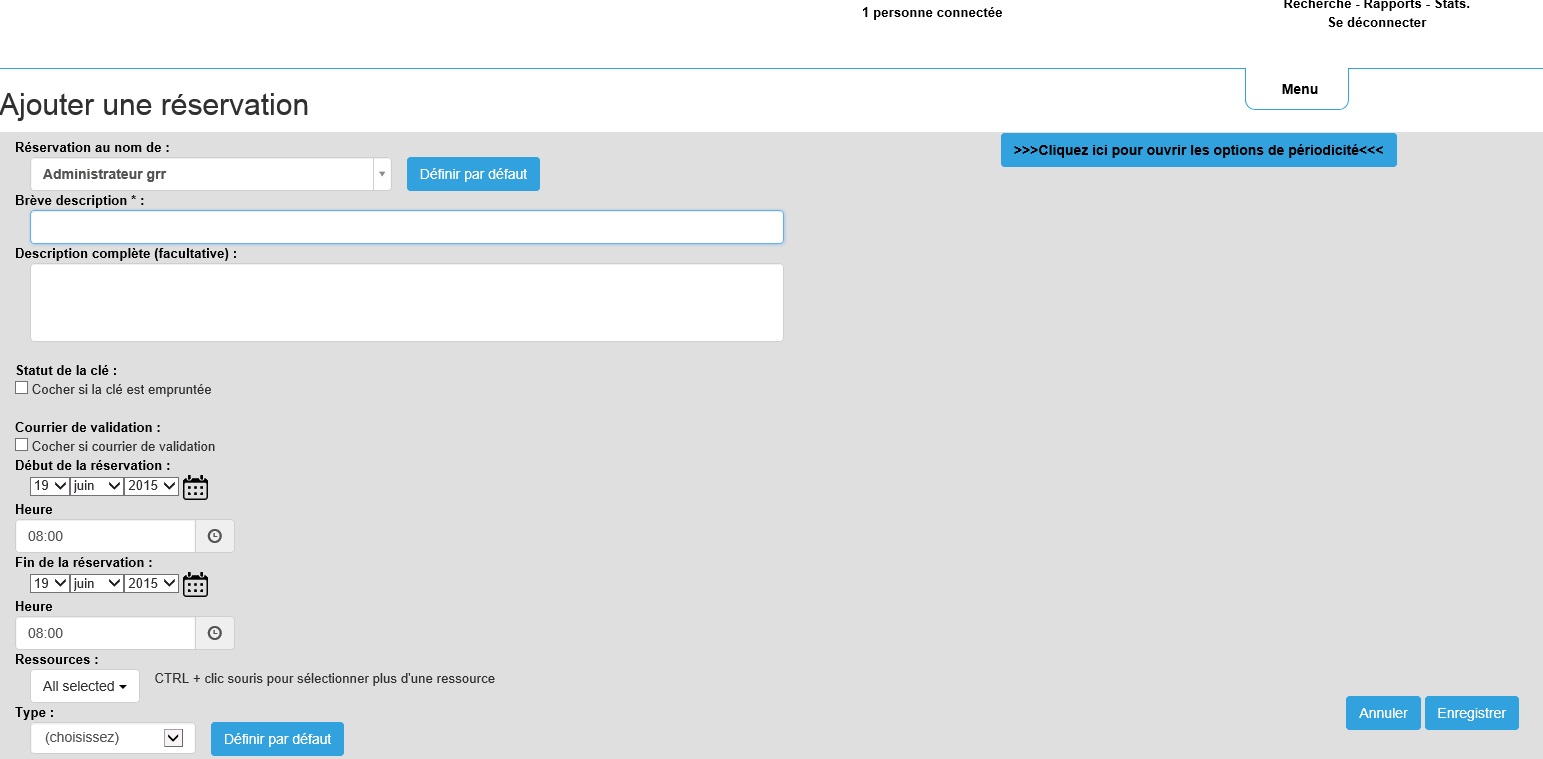 1 personne connectée
Recherche - Rapports - Stats.
Se déconnecter
Menu
Ajouter une réservation
Réservation au nom de :
Administrateur grr
Définir par défaut
>>>Cliquez ici pour ouvrir les options de périodicité<<<
Brève description * :
Description complète (facultative) :
Statut de la clé :
Cocher si la clé est empruntée
Courrier de validation :
Cocher si courrier de validation
Début de la réservation :
19 juin 2015
Heure
08:00
Fin de la réservation :
19 juin 2015
Heure
08:00
Ressources :
All selected
CTRL + clic souris pour sélectionner plus d'une ressource
Type :
(choisissez)
Définir par défaut
Annuler
Enregistrer